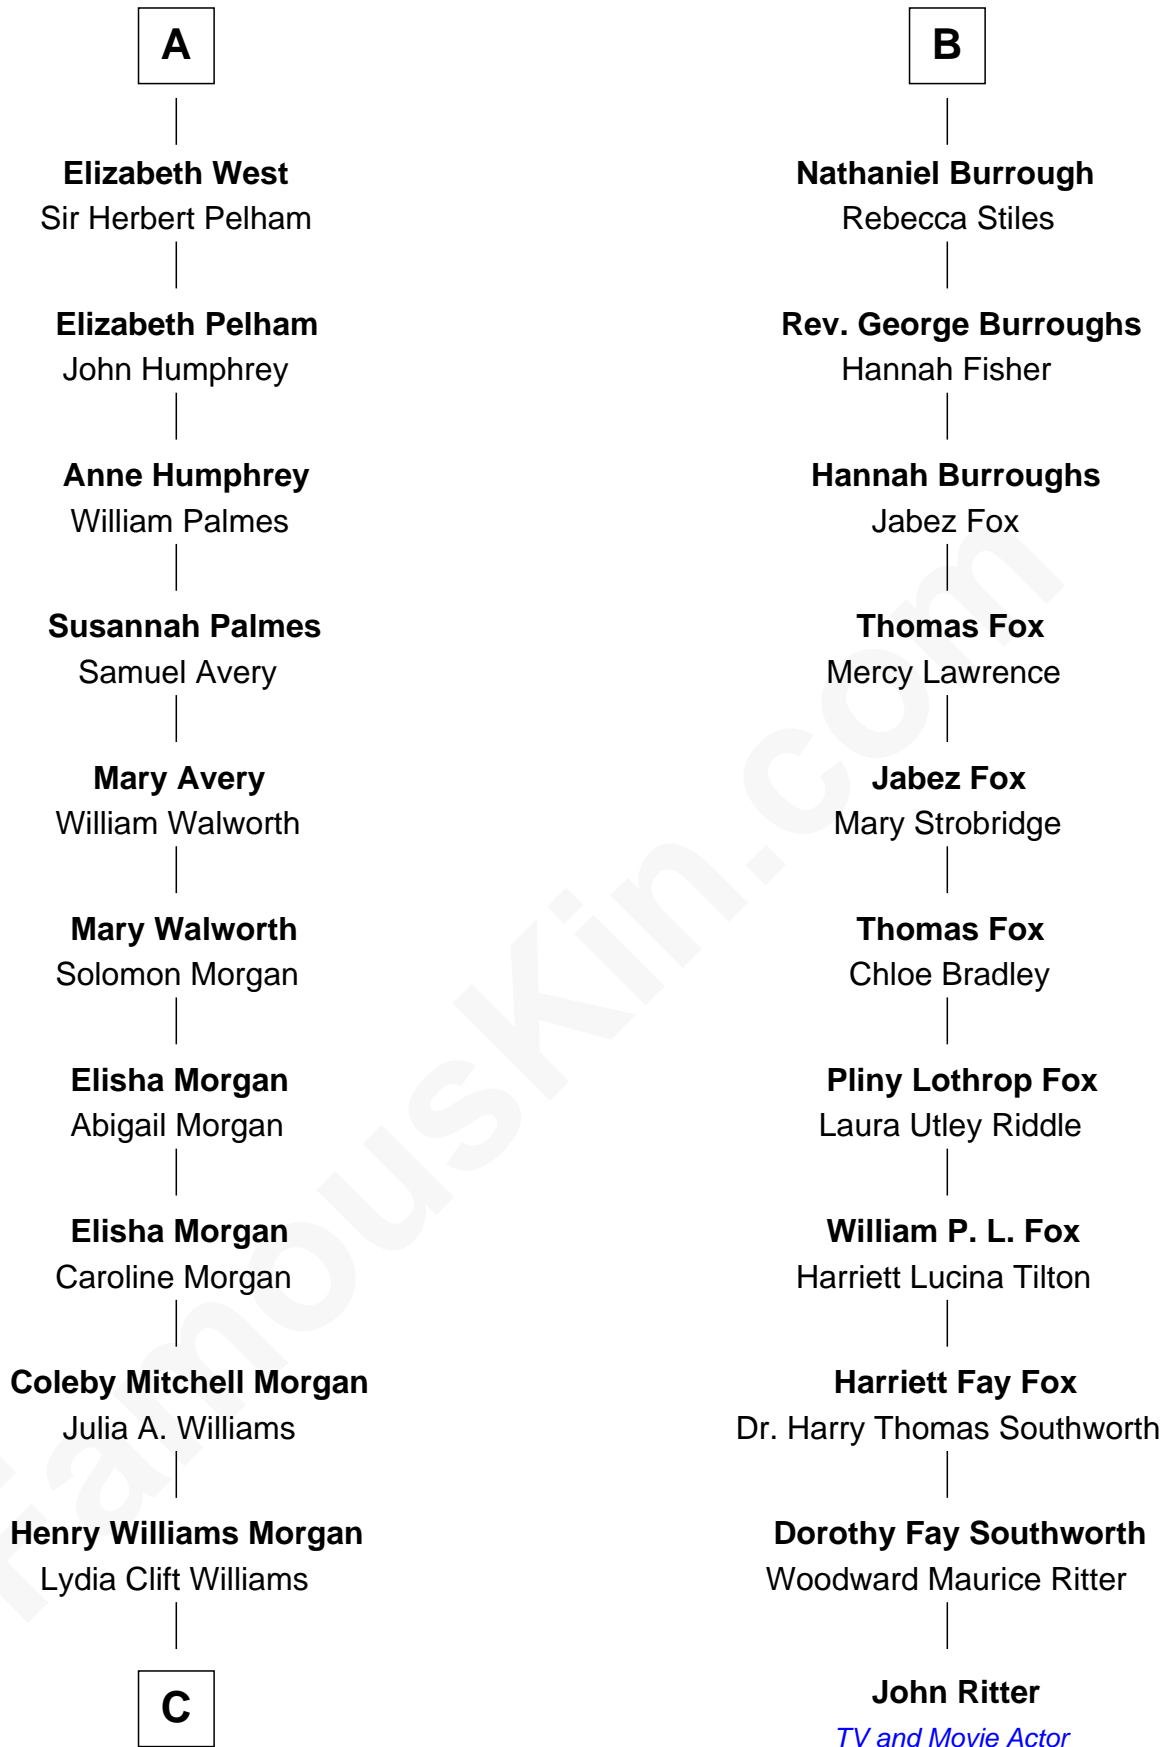 A
Elizabeth West
Sir Herbert Pelham
Elizabeth Pelham
John Humphrey
Anne Humphrey
William Palmes
Susannah Palmes
Samuel Avery
Mary Avery
William Walworth
Mary Walworth
Solomon Morgan
Elisha Morgan
Abigail Morgan
Elisha Morgan
Caroline Morgan
Coleby Mitchell Morgan
Julia A. Williams
Henry Williams Morgan
Lydia Clift Williams
C
B
Nathaniel Burrough
Rebecca Stiles
Rev. George Burroughs
Hannah Fisher
Hannah Burroughs
Jabez Fox
Thomas Fox
Mercy Lawrence
Jabez Fox
Mary Strobridge
Thomas Fox
Chloe Bradley
Pliny Lothrop Fox
Laura Utley Riddle
William P. L. Fox
Harriett Lucina Tilton
Harriett Fay Fox
Dr. Harry Thomas Southworth
Dorothy Fay Southworth
Woodward Maurice Ritter
John Ritter
TV and Movie Actor
famouskin.com